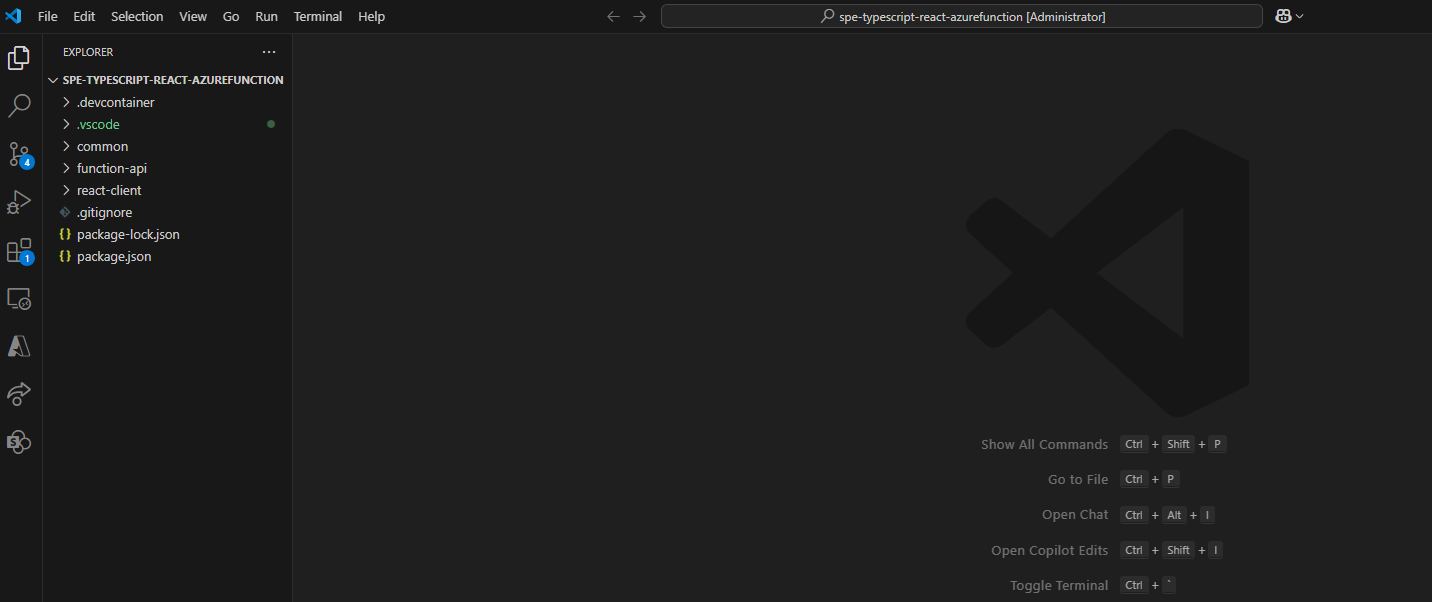 File Edit Selection View Go Run Terminal Help
spe-typescript-react-azurefunction [Administrator]
EXPLORER
SPE-TYPESCRIPT-REACT-AZUREFUNCTION
.devcontainer
.vscode
common
function-api
react-client
.gitignore
{} package-lock.json
{} package.json
4
1
S
Show All Commands Ctrl + Shift + P
Go to File Ctrl + P
Open Chat Ctrl + Alt + I
Open Copilot Edits Ctrl + Shift + I
Toggle Terminal Ctrl + `